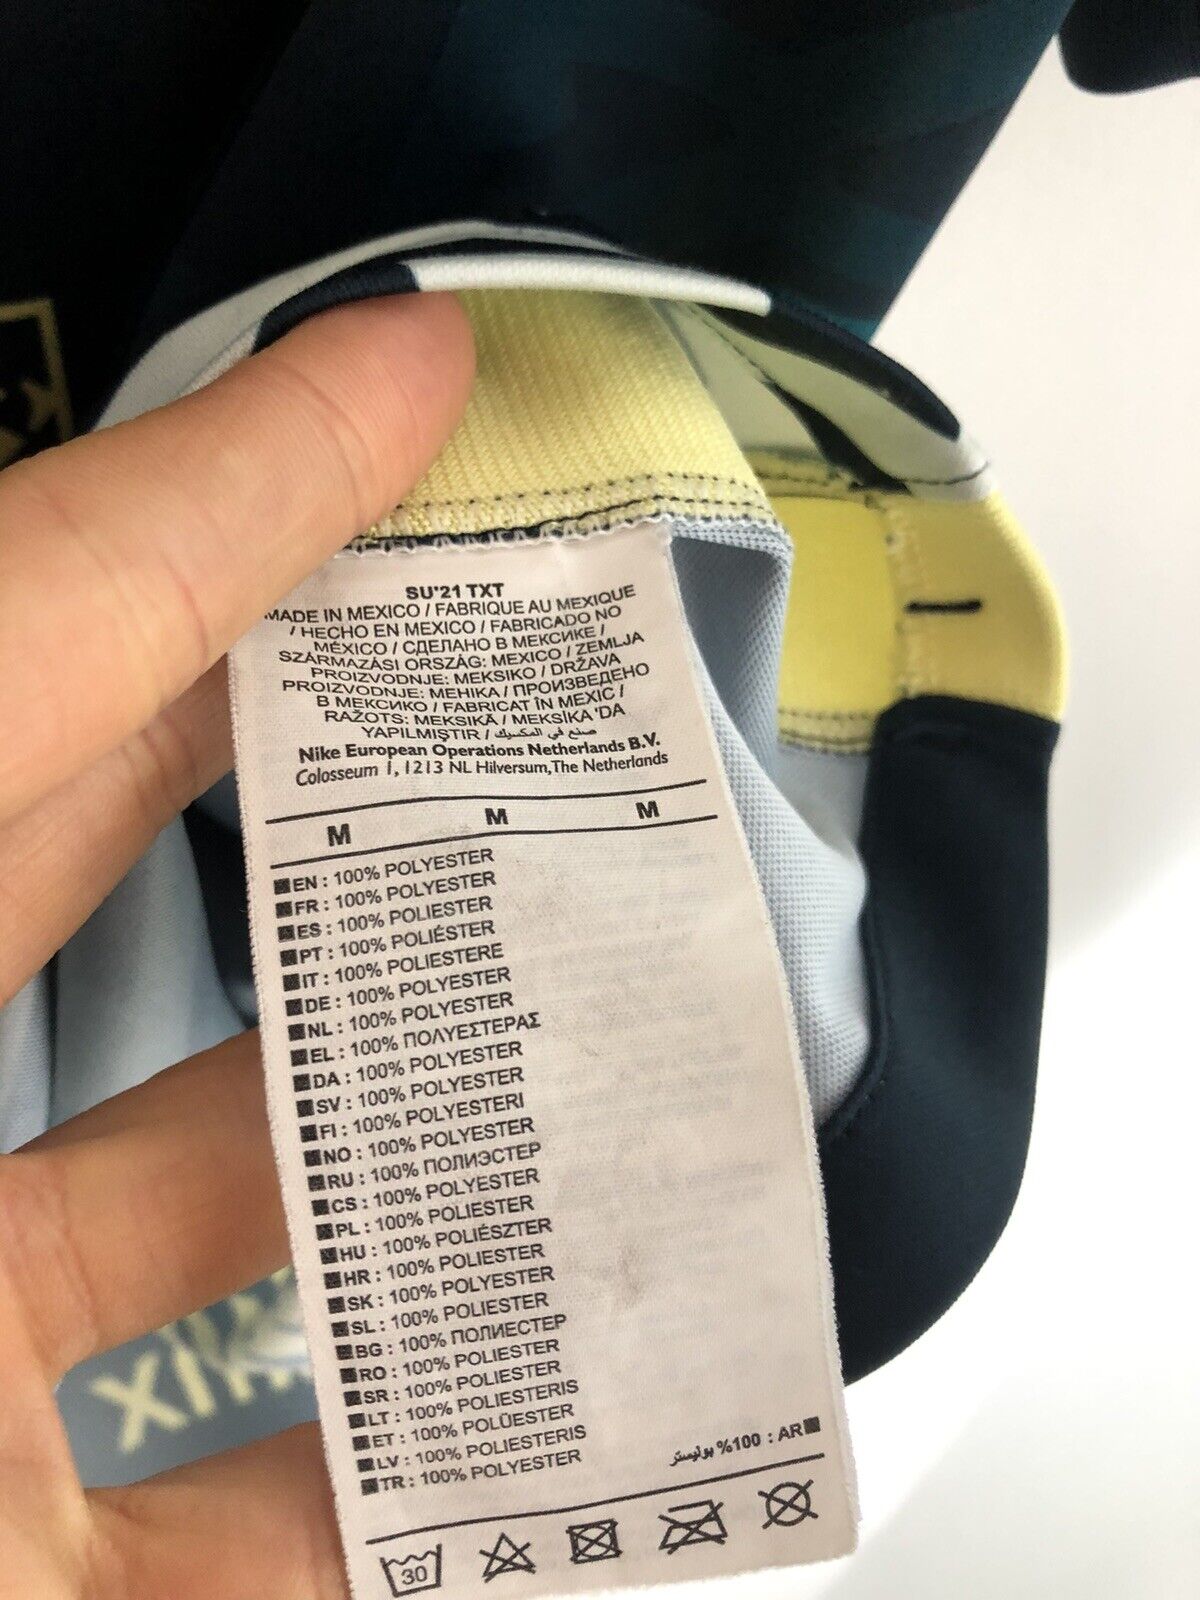 SU'21 TXT
MADE IN MEXICO / FABRIQUE AU MEXIQUE
/ HECHO EN MEXICO / FABRICADO NO
MÉXICO / СДЕЛАНО В МЕКСИКЕ /
SZÁRMAZÁSI ORSZÁG: MEXICO / ZEMLJA
PROIZVODNJE: MEKSIKO / DRŽAVA
PROIZVODNJE: МЕНІКА / ПРОИЗВЕДЕНО
В МЕКСИКО / FABRICAT ÎN MEXIC /
RAŽOTS: MEKSIKĀ / MEKSİKA 'DA
YAPILMIŞTIR / صنع في المكسيك
Nike European Operations Netherlands B.V.
Colosseum 1, 1213 NL Hilversum, The Netherlands
M M M
EN : 100% POLYESTER
FR : 100% POLYESTER
ES : 100% POLIESTER
PT : 100% POLIÉSTER
IT : 100% POLIESTERE
DE : 100% POLYESTER
NL : 100% POLYESTER
EL : 100% ΠΟΛΥΕΣΤΕΡΑΣ
DA : 100% POLYESTER
SV : 100% POLYESTER
FI : 100% POLYESTERI
NO : 100% POLYESTER
RU : 100% ПОЛИЭСТЕР
CS : 100% POLYESTER
PL : 100% POLIESTER
HU : 100% POLIÉSZTER
HR : 100% POLIESTER
SK : 100% POLYESTER
SL : 100% POLIESTER
BG : 100% ПОЛИЕСТЕР
RO : 100% POLIESTER
SR : 100% POLIESTER
LT : 100% POLIESTERIS
ET : 100% POLÜESTER
LV : 100% POLIESTERIS
TR : 100% POLYESTER
AR : 100% بوليستر
30